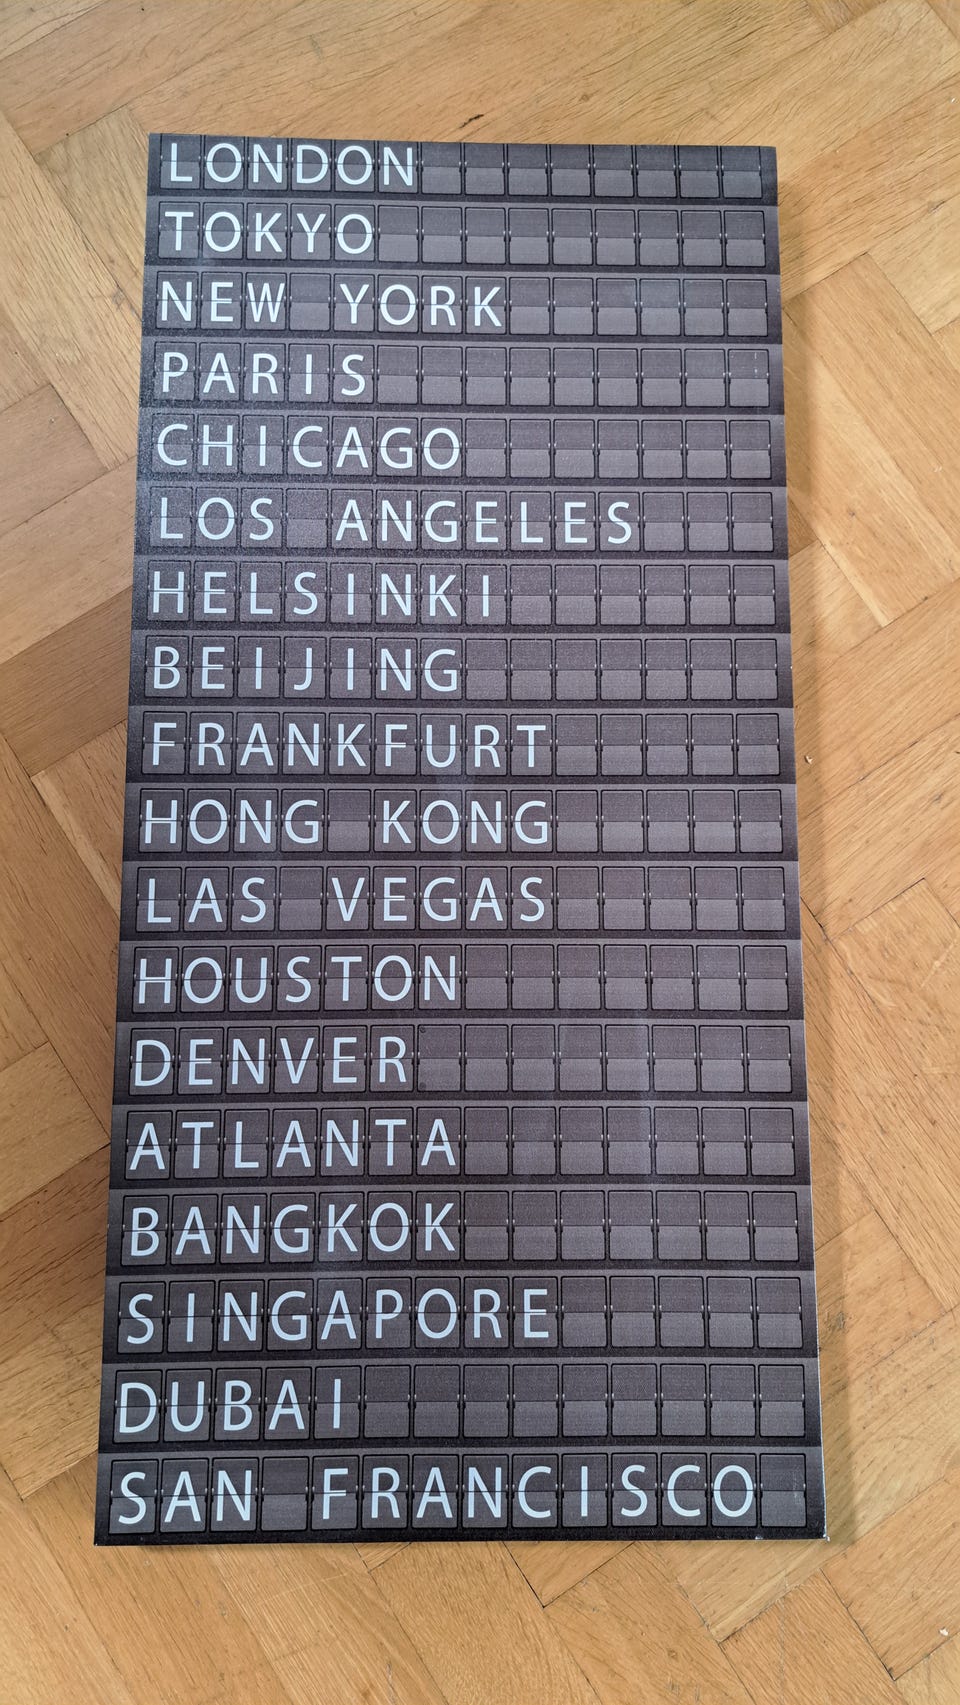 LONDON
TOKYO
NEW YORK
PARIS
CHICAGO
LOS ANGELES
HELSINKI
BEIJING
FRANKFURT
HONG KONG
LAS VEGAS
HOUSTON
DENVER
ATLANTA
BANGKOK
SINGAPORE
DUBAI
SAN FRANCISCO